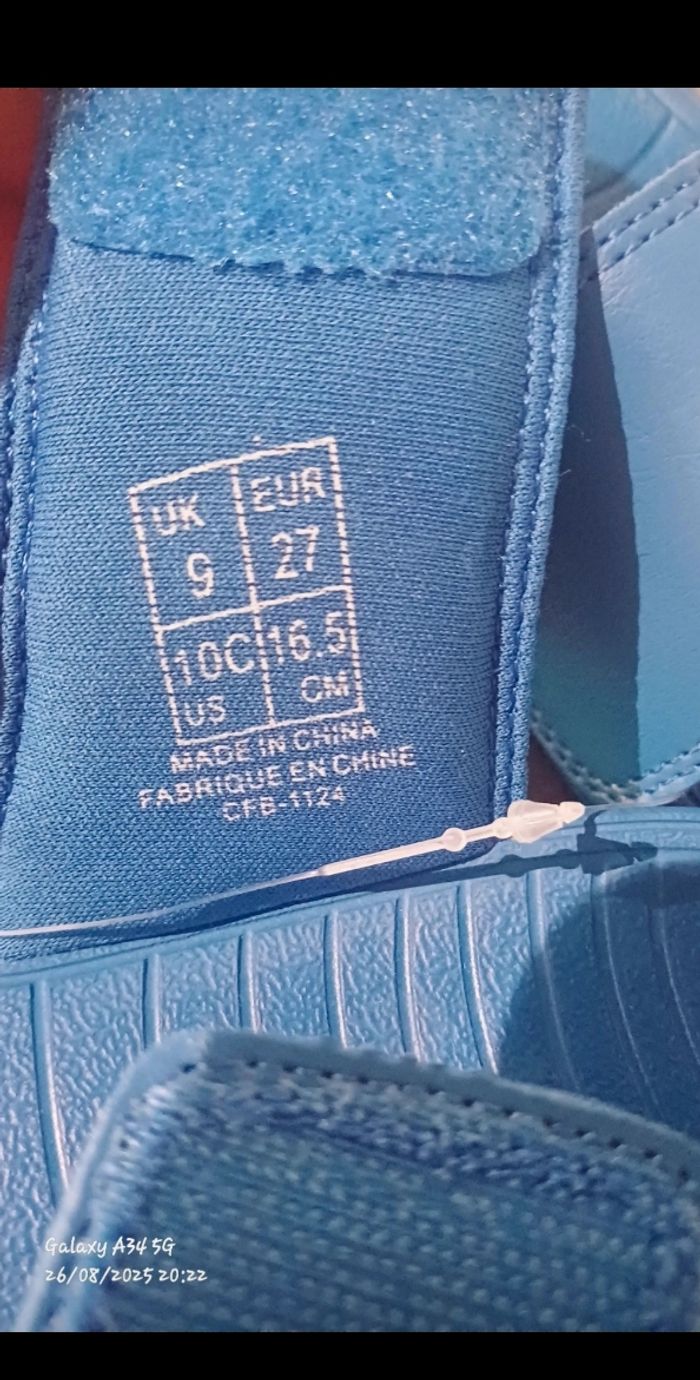 UK EUR
9 27
10C 16.5
US CM
MADE IN CHINA
FABRIQUE EN CHINE
CFB-1124
Galaxy A34 5G
26/08/2025 20:22